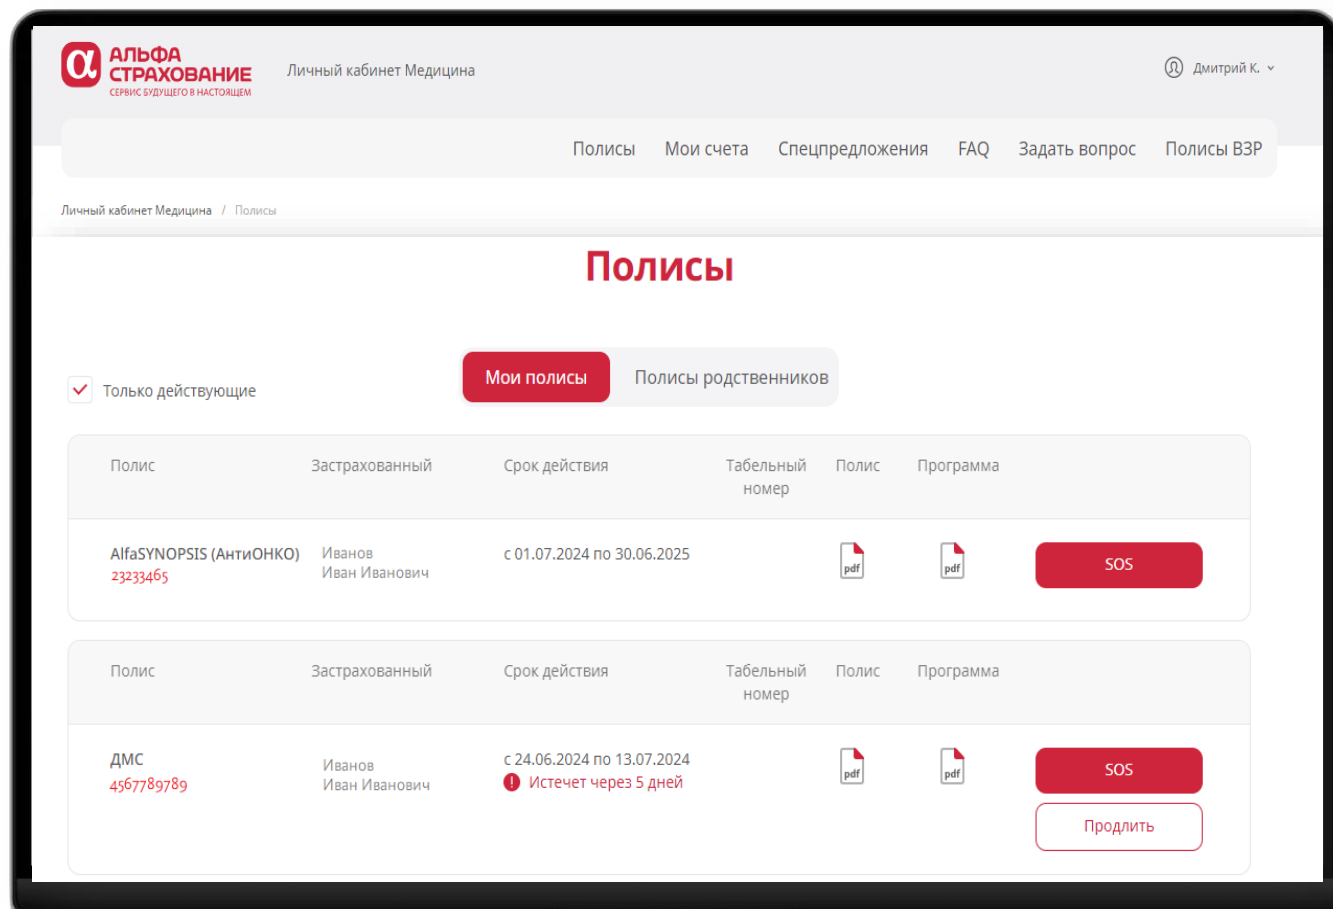 α
АЛЬФА
СТРАХОВАНИЕ
СЕРВИС БУДУЩЕГО В НАСТОЯЩЕМ
Личный кабинет Медицина
Дмитрий К.
Полисы Мои счета Спецпредложения FAQ Задать вопрос Полисы ВЗР
Личный кабинет Медицина / Полисы
Полисы
Только действующие
Мои полисы Полисы родственников
Полис Застрахованный Срок действия Табельный номер Полис Программа
AlfaSYNOPSIS (АнтиОНКО)
23233465
Иванов
Иван Иванович
с 01.07.2024 по 30.06.2025
pdf pdf
SOS
Полис Застрахованный Срок действия Табельный номер Полис Программа
ДМС
4567789789
Иванов
Иван Иванович
с 24.06.2024 по 13.07.2024
! Истечет через 5 дней
pdf pdf
SOS
Продлить